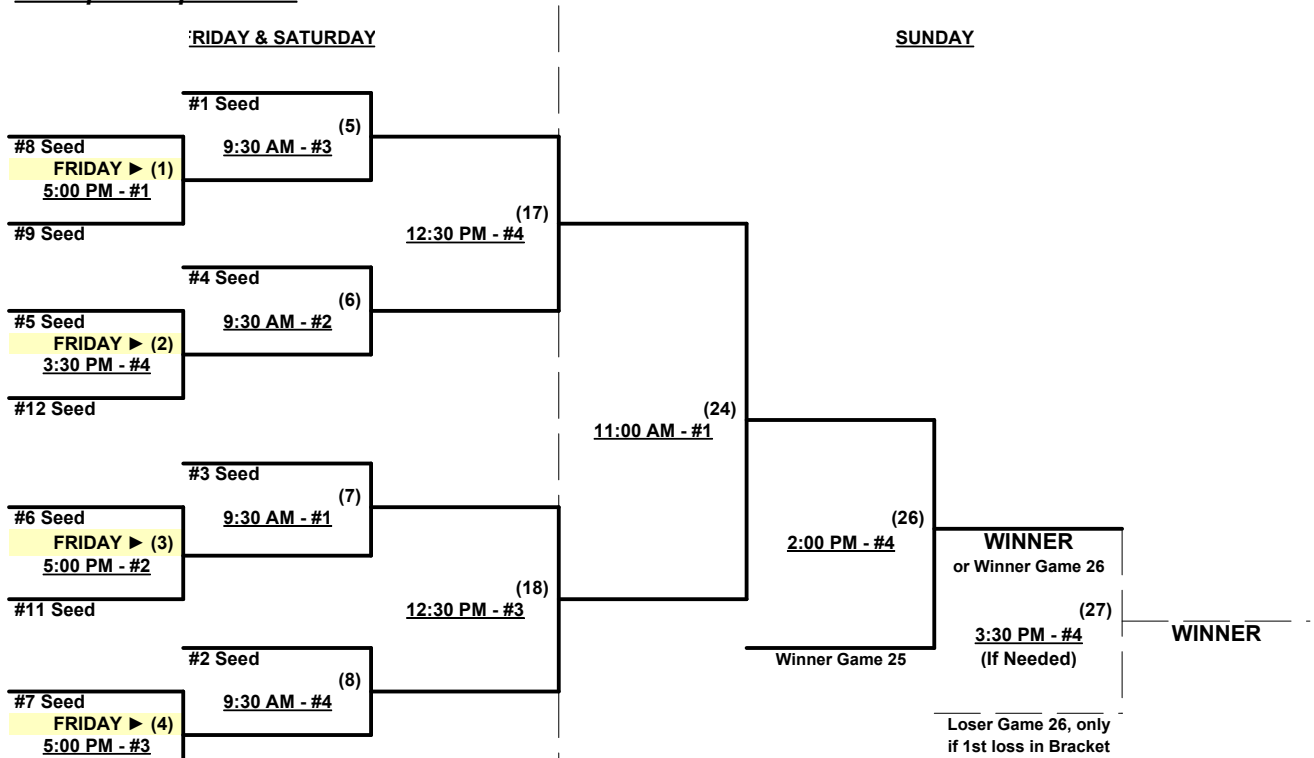 FRIDAY & SATURDAY
SUNDAY
#1 Seed
(5)
#8 Seed
9:30 AM - #3
FRIDAY ► (1)
5:00 PM - #1
(17)
#9 Seed
12:30 PM - #4
#4 Seed
(6)
#5 Seed
9:30 AM - #2
FRIDAY ► (2)
3:30 PM - #4
#12 Seed
(24)
11:00 AM - #1
#3 Seed
(7)
#6 Seed
9:30 AM - #1
(26)
FRIDAY ► (3)
2:00 PM - #4
WINNER
5:00 PM - #2
or Winner Game 26
(18)
#11 Seed
12:30 PM - #3
(27)
3:30 PM - #4
WINNER
#2 Seed
Winner Game 25
(If Needed)
(8)
#7 Seed
9:30 AM - #4
FRIDAY ► (4)
Loser Game 26, only
5:00 PM - #3
if 1st loss in Bracket